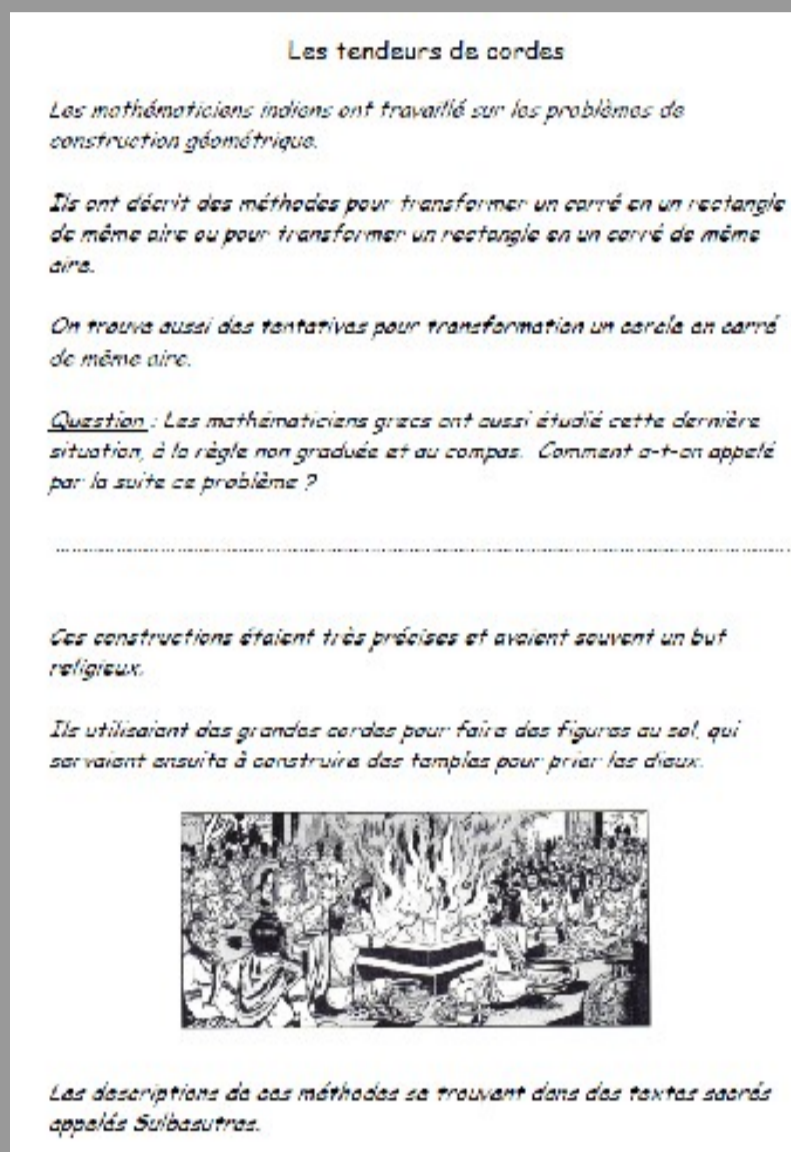 Les tendeurs de cordes
Les mathématiciens indiens ont travaillé sur les problèmes de
construction géométrique.
Ils ont décrit des méthodes pour transformer un carré en un rectangle
de même aire ou pour transformer un rectangle en un carré de même
aire.
On trouve aussi des tentatives pour transformation un cercle en carré
de même aire.
Question : Les mathématiciens grecs ont aussi étudié cette dernière
situation, à la règle non graduée et au compas. Comment a-t-on appelé
par la suite ce problème ?
Ces constructions étaient très précises et avaient souvent un but
religieux.
Ils utilisaient des grandes cordes pour faire des figures au sol, qui
servaient ensuite à construire des temples pour prier les dieux.
Les descriptions de ces méthodes se trouvent dans des textes sacrés
appelés Sulbasutras.